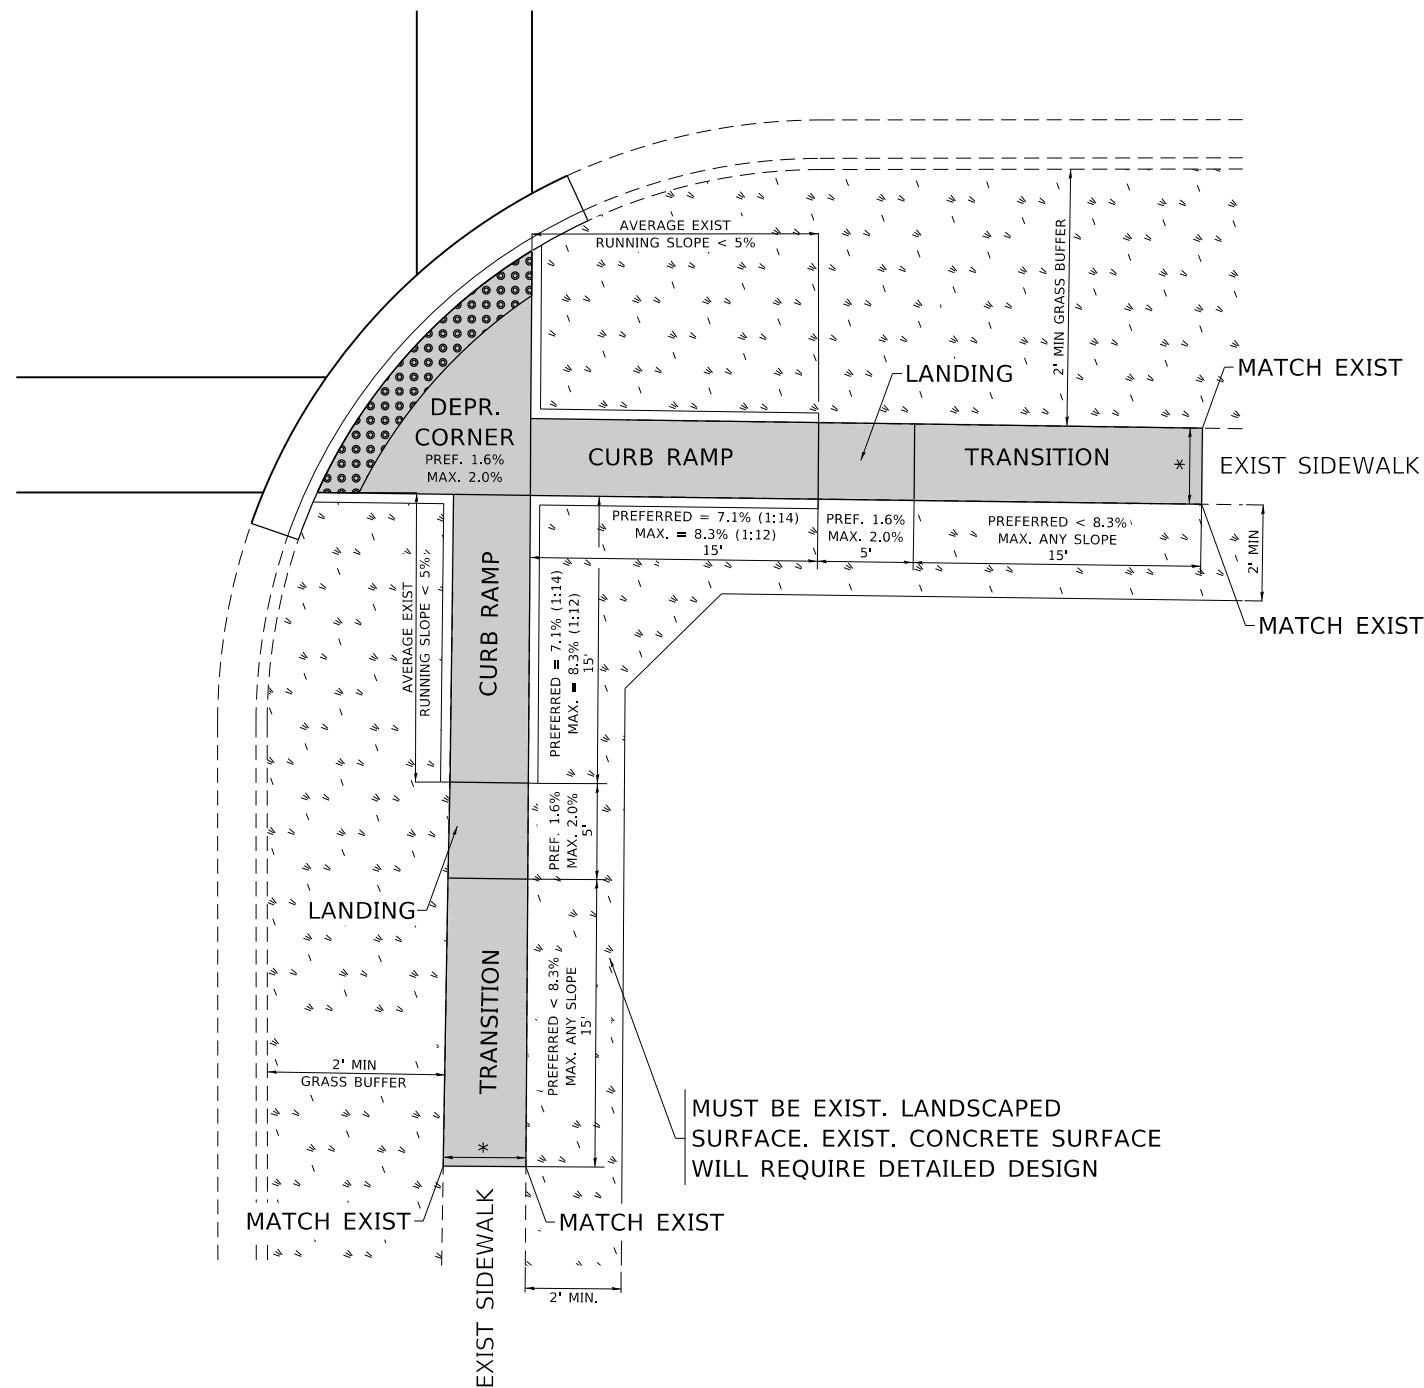 AVERAGE EXIST
RUNNING SLOPE < 5%
2' MIN GRASS BUFFER
LANDING
MATCH EXIST
DEPR.
CORNER
PREF. 1.6%
MAX. 2.0%
CURB RAMP
TRANSITION
*
EXIST SIDEWALK
PREFERRED = 7.1% (1:14)
MAX. = 8.3% (1:12)
15'
PREF. 1.6%
MAX. 2.0%
5'
PREFERRED < 8.3%
MAX. ANY SLOPE
15'
2' MIN
MATCH EXIST
AVERAGE EXIST
RUNNING SLOPE < 5%
CURB RAMP
PREFERRED = 7.1% (1:14)
MAX. = 8.3% (1:12)
15'
PREF. 1.6%
MAX. 2.0%
5'
LANDING
TRANSITION
PREFERRED < 8.3%
MAX. ANY SLOPE
15'
2' MIN
GRASS BUFFER
MUST BE EXIST. LANDSCAPED
SURFACE. EXIST. CONCRETE SURFACE
WILL REQUIRE DETAILED DESIGN
*
MATCH EXIST
MATCH EXIST
EXIST SIDEWALK
2' MIN.